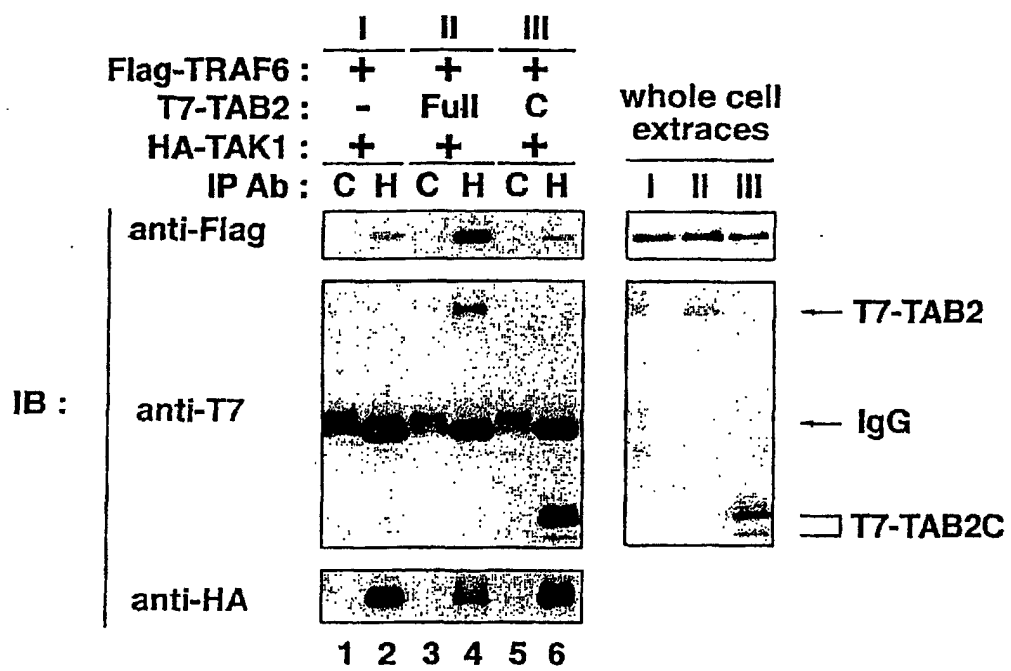 I II III
Flag-TRAF6 : + + +
T7-TAB2 : - Full C
HA-TAK1 : + + +
IP Ab : C H C H C H
whole cell
extraces
I II III
IB :
anti-Flag
anti-T7
anti-HA
T7-TAB2
IgG
T7-TAB2C
1 2 3 4 5 6